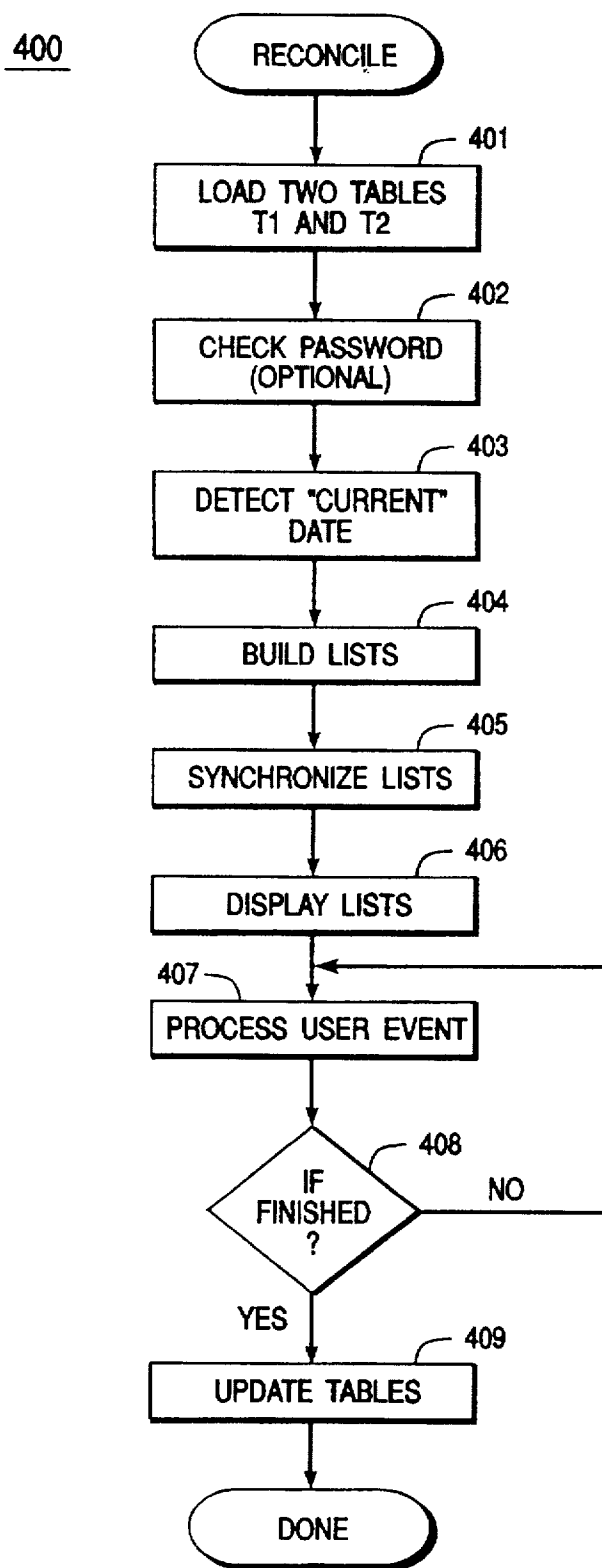 400
RECONCILE
401
LOAD TWO TABLES
T1 AND T2
402
CHECK PASSWORD
(OPTIONAL)
403
DETECT "CURRENT"
DATE
404
BUILD LISTS
405
SYNCHRONIZE LISTS
406
DISPLAY LISTS
407
PROCESS USER EVENT
408
IF
FINISHED
?
NO
YES
409
UPDATE TABLES
DONE